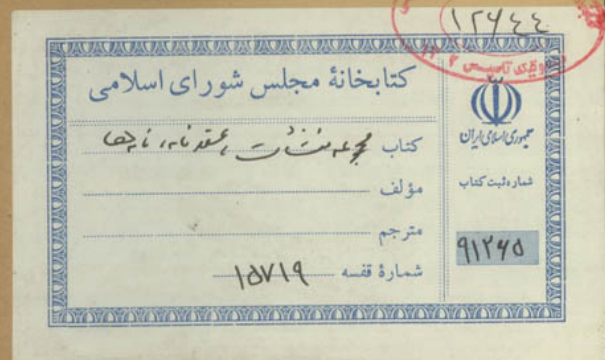 ۱۲۶۴۴
کتابخانهٔ مجلس شورای اسلامی
جمهوری اسلامی ایران
کتاب مجموعه منشآت، عقدنامه، نامه‌ها
مؤلف
مترجم
شمارهٔ قفسه ۱۵۷۱۹
شماره ثبت کتاب
۹۱۲۶۵